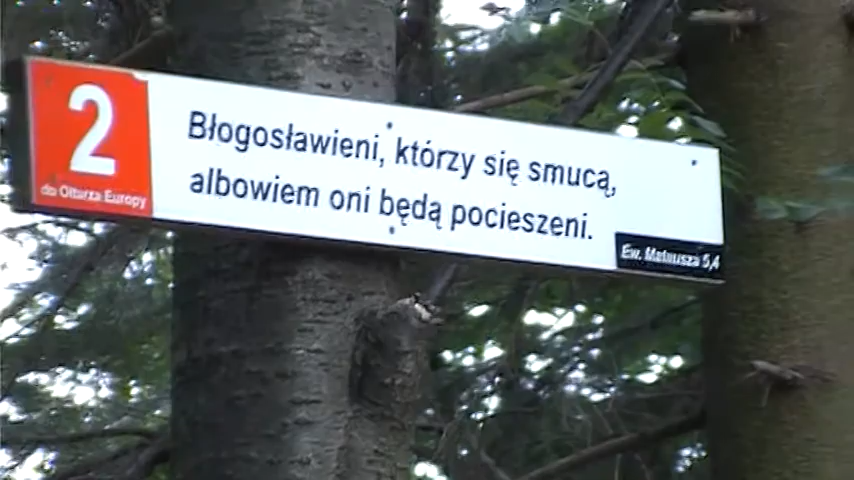 2
do Ołtarza Europy
Błogosławieni, którzy się smucą,
albowiem oni będą pocieszeni.
Ew. Mateusza 5,4